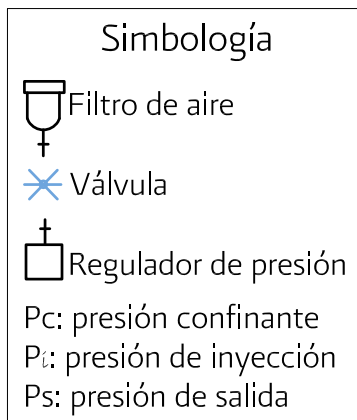 Simbología
Filtro de aire
Válvula
Regulador de presión
Pc: presión confinante
Pi: presión de inyección
Ps: presión de salida